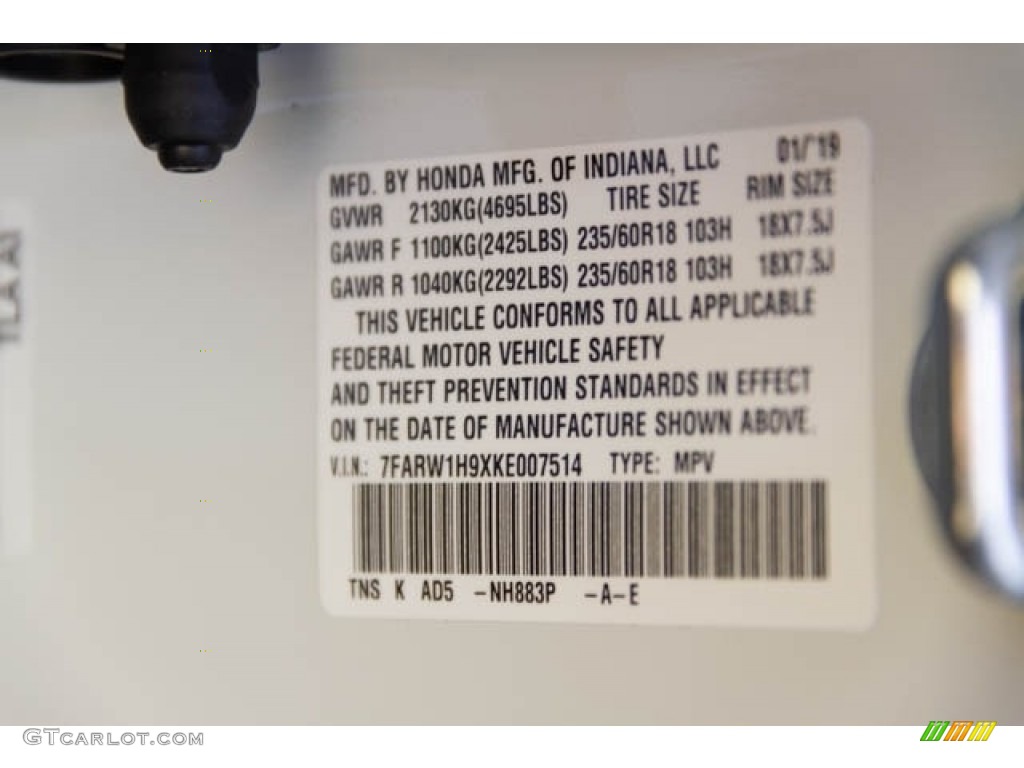 MFD. BY HONDA MFG. OF INDIANA, LLC 01/'19
GVWR 2130KG(4695LBS) TIRE SIZE RIM SIZE
GAWR F 1100KG(2425LBS) 235/60R18 103H 18X7.5J
GAWR R 1040KG(2292LBS) 235/60R18 103H 18X7.5J
THIS VEHICLE CONFORMS TO ALL APPLICABLE
FEDERAL MOTOR VEHICLE SAFETY
AND THEFT PREVENTION STANDARDS IN EFFECT
ON THE DATE OF MANUFACTURE SHOWN ABOVE.
V.I.N.: 7FARW1H9XKE007514 TYPE: MPV
TNS K AD5 -NH883P -A-E
GTCARLOT.COM